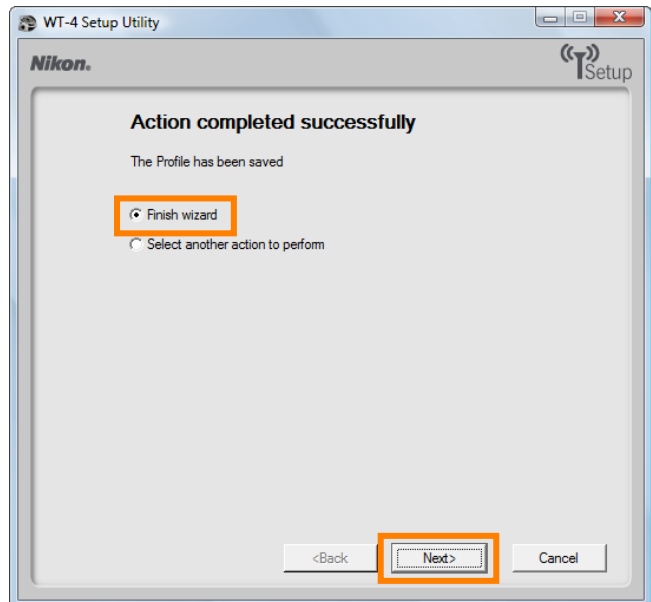 WT-4 Setup Utility
Nikon.
Setup
Action completed successfully
The Profile has been saved
Finish wizard
Select another action to perform
<Back Next> Cancel